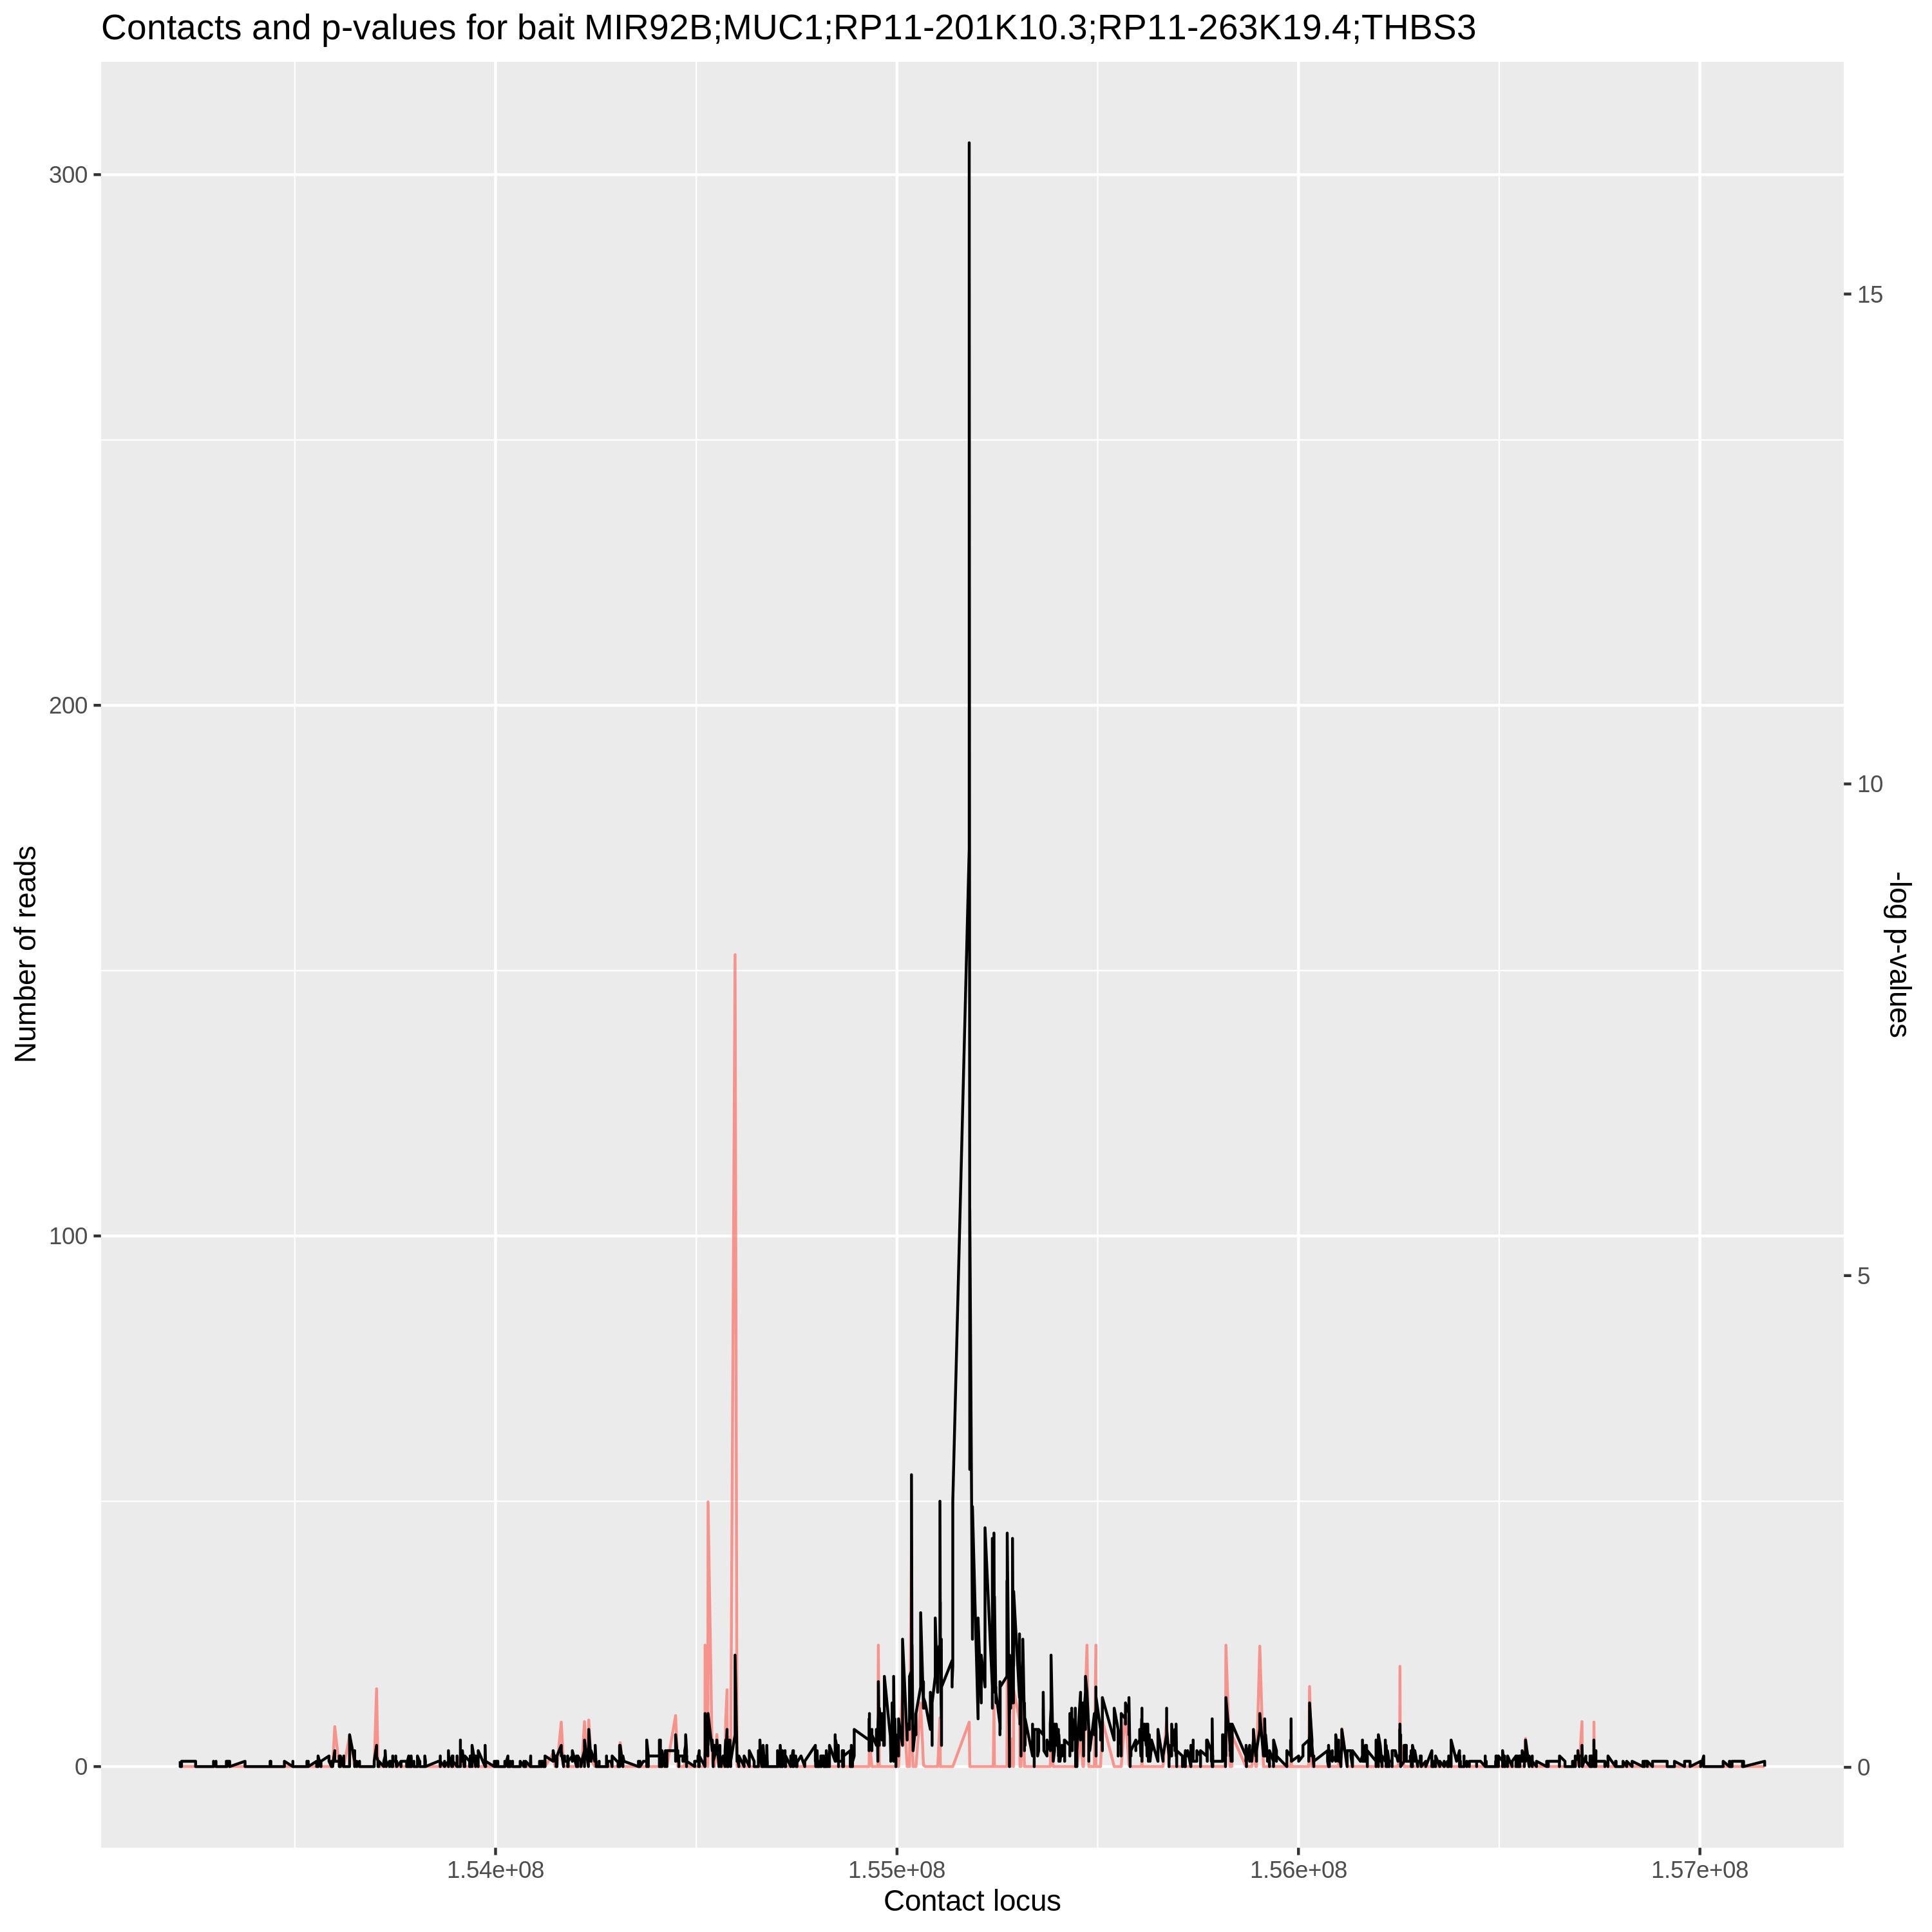 Contacts and p-values for bait MIR92B;MUC1;RP11-201K10.3;RP11-263K19.4;THBS3
300
200
100
0
Number of reads
15
10
5
0
-log p-values
1.54e+08
1.55e+08
1.56e+08
1.57e+08
Contact locus